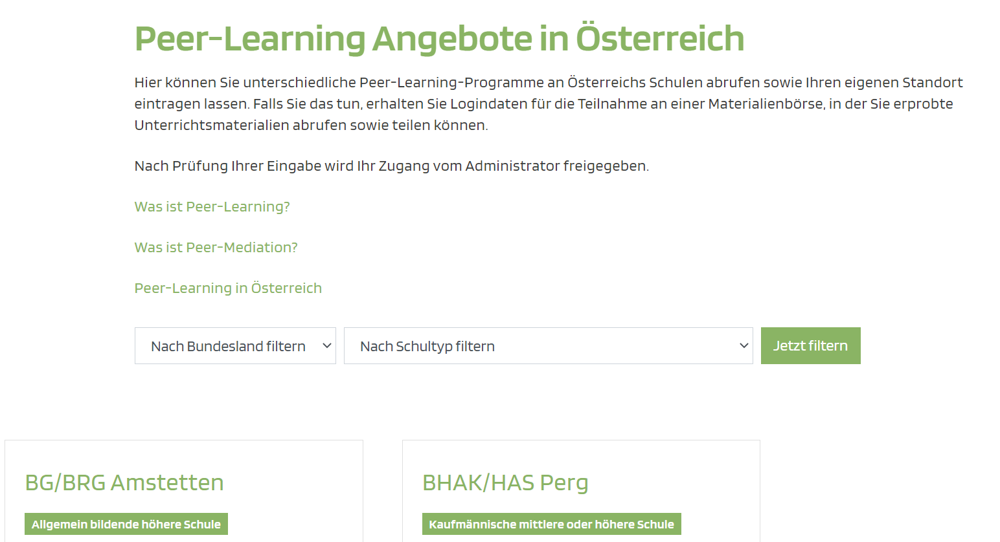 Peer-Learning Angebote in Österreich
Hier können Sie unterschiedliche Peer-Learning-Programme an Österreichs Schulen abrufen sowie Ihren eigenen Standort
eintragen lassen. Falls Sie das tun, erhalten Sie Logindaten für die Teilnahme an einer Materialienbörse, in der Sie erprobte
Unterrichtsmaterialien abrufen sowie teilen können.
Nach Prüfung Ihrer Eingabe wird Ihr Zugang vom Administrator freigegeben.
Was ist Peer-Learning?
Was ist Peer-Mediation?
Peer-Learning in Österreich
Nach Bundesland filtern
Nach Schultyp filtern
Jetzt filtern
BG/BRG Amstetten
Allgemein bildende höhere Schule
BHAK/HAS Perg
Kaufmännische mittlere oder höhere Schule